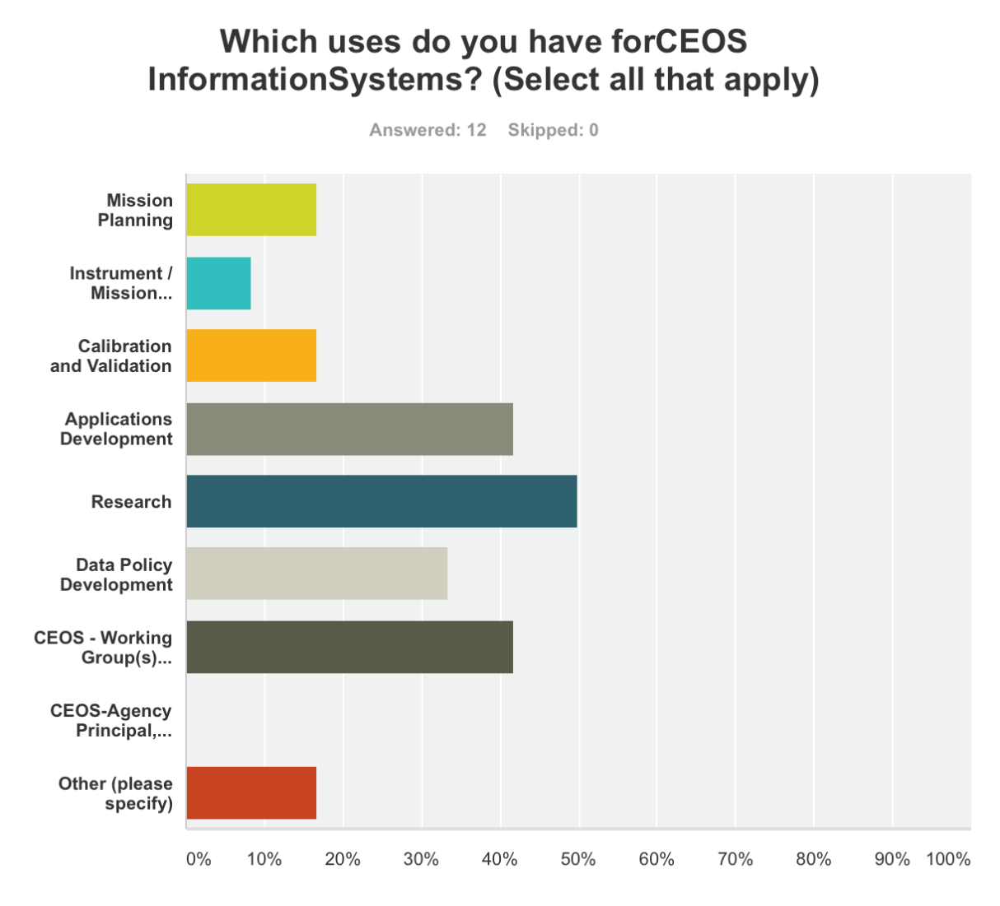 Which uses do you have forCEOS
InformationSystems? (Select all that apply)
Answered: 12 Skipped: 0
Mission
Planning
Instrument /
Mission...
Calibration
and Validation
Applications
Development
Research
Data Policy
Development
CEOS - Working
Group(s)...
CEOS-Agency
Principal,...
Other (please
specify)
0% 10% 20% 30% 40% 50% 60% 70% 80% 90% 100%